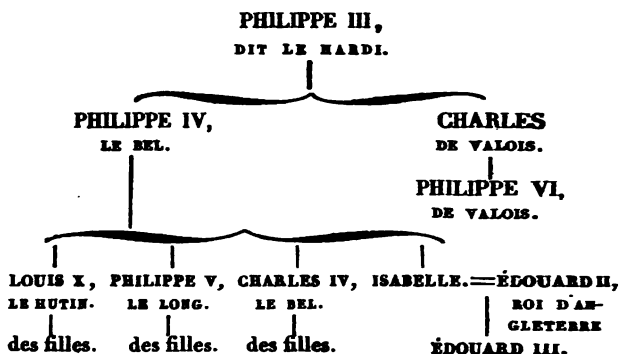 PHILIPPE III,
DIT LE HARDI.
PHILIPPE IV,
LE BEL.
CHARLES
DE VALOIS.
PHILIPPE VI,
DE VALOIS.
LOUIS X,
LE HUTIN.
des filles.
PHILIPPE V,
LE LONG.
des filles.
CHARLES IV,
LE BEL.
des filles.
ISABELLE.=ÉDOUARD II,
ROI D'AN-
GLETERRE
ÉDOUARD III.